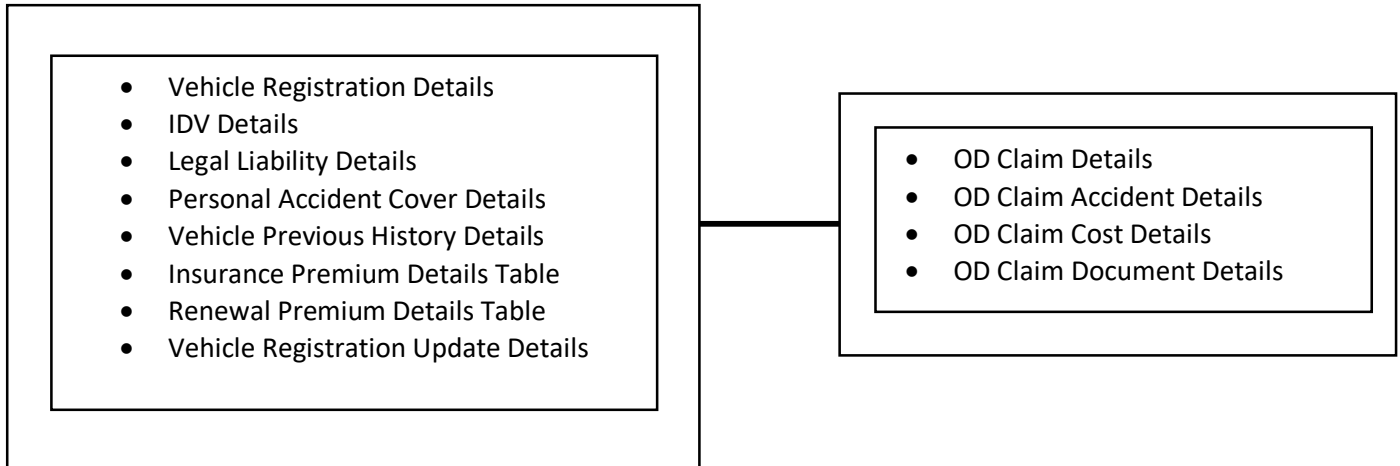 • Vehicle Registration Details
• IDV Details
• Legal Liability Details
• Personal Accident Cover Details
• Vehicle Previous History Details
• Insurance Premium Details Table
• Renewal Premium Details Table
• Vehicle Registration Update Details
• OD Claim Details
• OD Claim Accident Details
• OD Claim Cost Details
• OD Claim Document Details